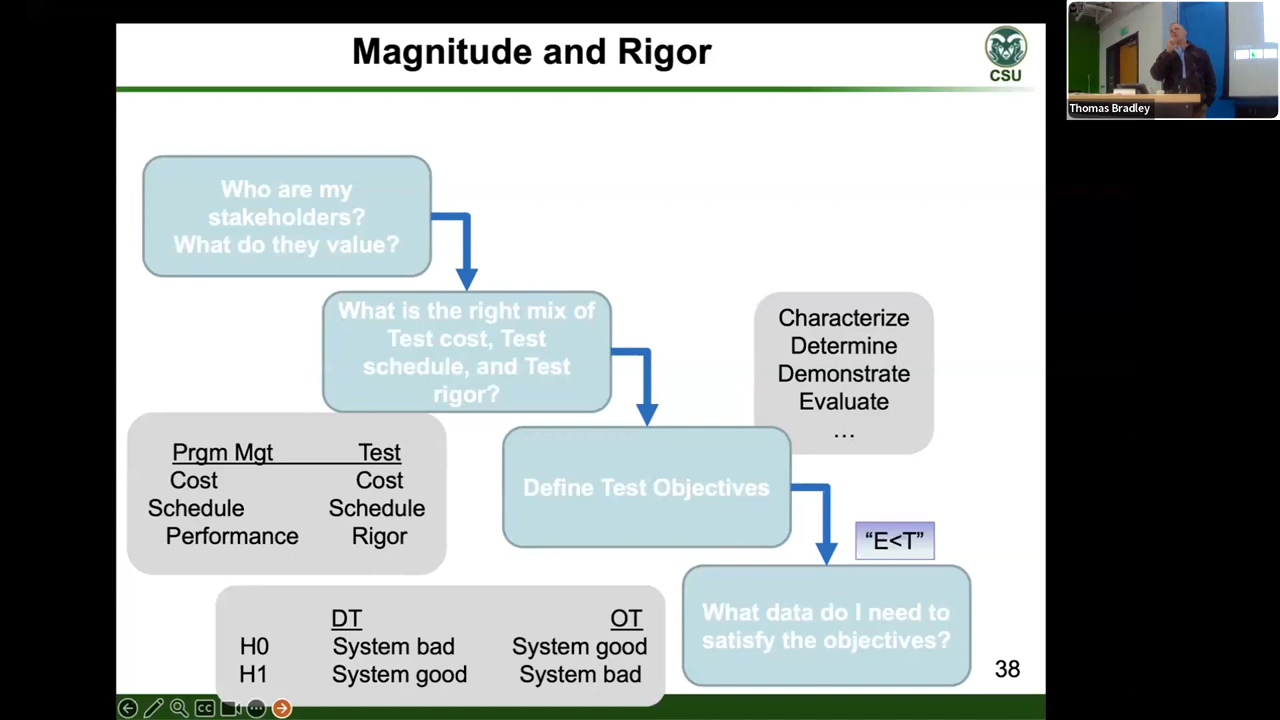 Magnitude and Rigor
CSU
Thomas Bradley
Who are my
stakeholders?
What do they value?
What is the right mix of
Test cost, Test
schedule, and Test
rigor?
Characterize
Determine
Demonstrate
Evaluate
…
Prgm Mgt Test
Cost Cost
Schedule Schedule
Performance Rigor
Define Test Objectives
“E<T”
What data do I need to
satisfy the objectives?
DT OT
H0 System bad System good
H1 System good System bad
38
CC